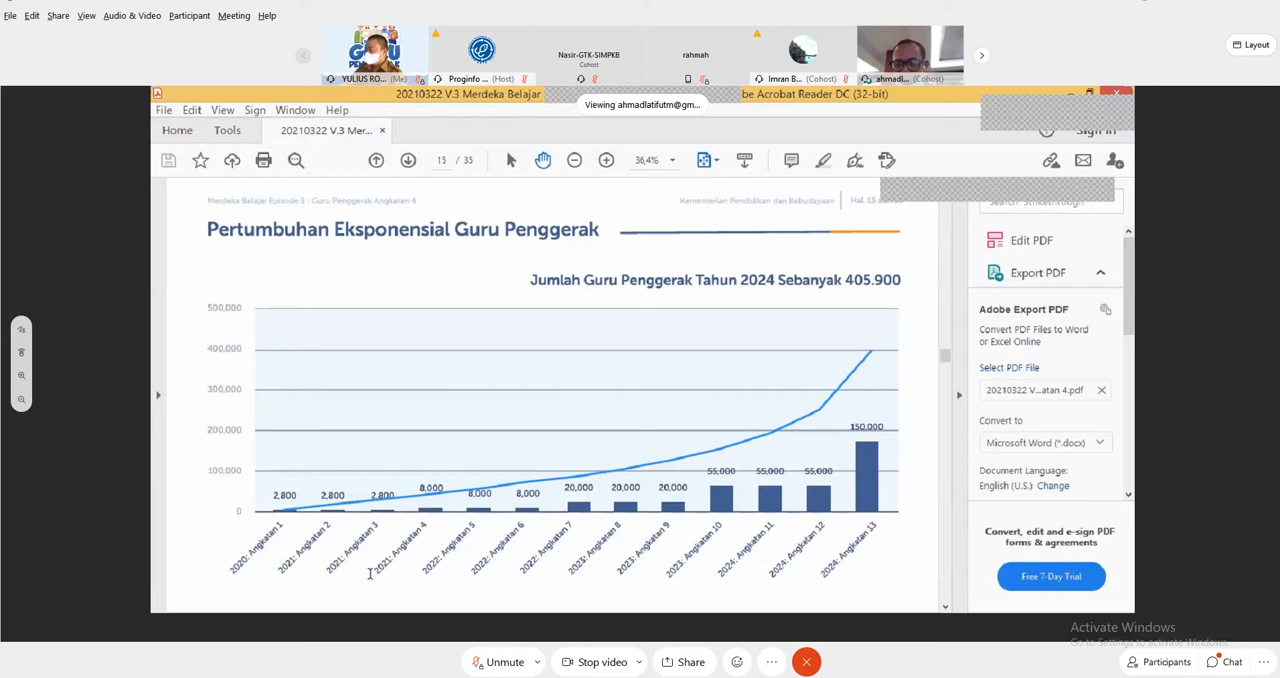 File Edit Share View Audio & Video Participant Meeting Help
Layout
Nasir-GTK-SIMPKB
Cohost
rahmah
YULIUS RO... (Me)
Proginfo ... (Host)
Imran B... (Cohost)
ahmadl... (Cohost)
20210322 V.3 Merdeka Belajar
be Acrobat Reader DC (32-bit)
Viewing ahmadlatifutm@gm...
File Edit View Sign Window Help
Home Tools 20210322 V.3 Mer... ×
Sign In
15 / 35
36,4%
Merdeka Belajar Episode 5 : Guru Penggerak Angkatan 4
Kementerian Pendidikan dan Kebudayaan
Hal. 15
Pertumbuhan Eksponensial Guru Penggerak
Jumlah Guru Penggerak Tahun 2024 Sebanyak 405.900
500,000
400,000
300,000
200,000
100,000
0
2,800 2,800 2,800 8,000 8,000 8,000 20,000 20,000 20,000 55,000 55,000 55,000 150,000
2020: Angkatan 1
2021: Angkatan 2
2021: Angkatan 3
2021: Angkatan 4
2022: Angkatan 5
2022: Angkatan 6
2022: Angkatan 7
2023: Angkatan 8
2023: Angkatan 9
2023: Angkatan 10
2024: Angkatan 11
2024: Angkatan 12
2024: Angkatan 13
Edit PDF
Export PDF
Adobe Export PDF
Convert PDF Files to Word
or Excel Online
Select PDF File
20210322 V...atan 4.pdf
Convert to
Microsoft Word (*.docx)
Document Language:
English (U.S.) Change
Convert, edit and e-sign PDF
forms & agreements
Free 7-Day Trial
Activate Windows
Go to Settings to activate Windows.
Unmute
Stop video
Share
Participants
Chat